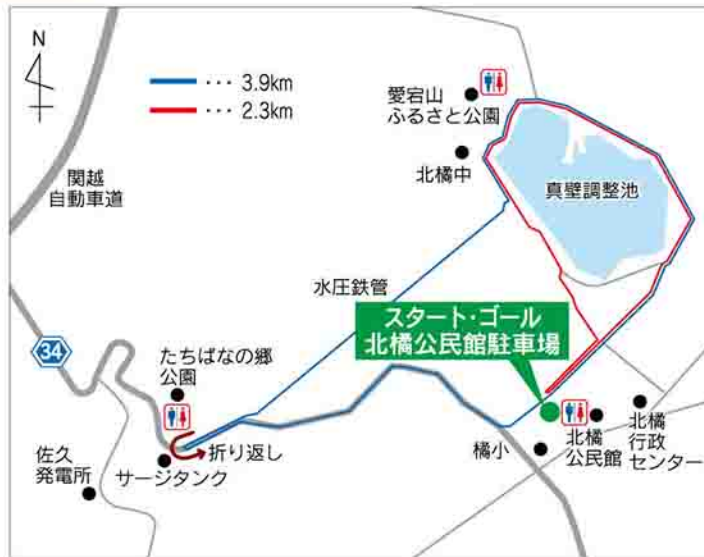 N
… 3.9km
… 2.3km
愛宕山
ふるさと公園
北橘中
真壁調整池
関越
自動車道
水圧鉄管
スタート・ゴール
北橘公民館駐車場
34
たちばなの郷
公園
折り返し
サージタンク
佐久
発電所
橘小
北橘
公民館
北橘
行政
センター